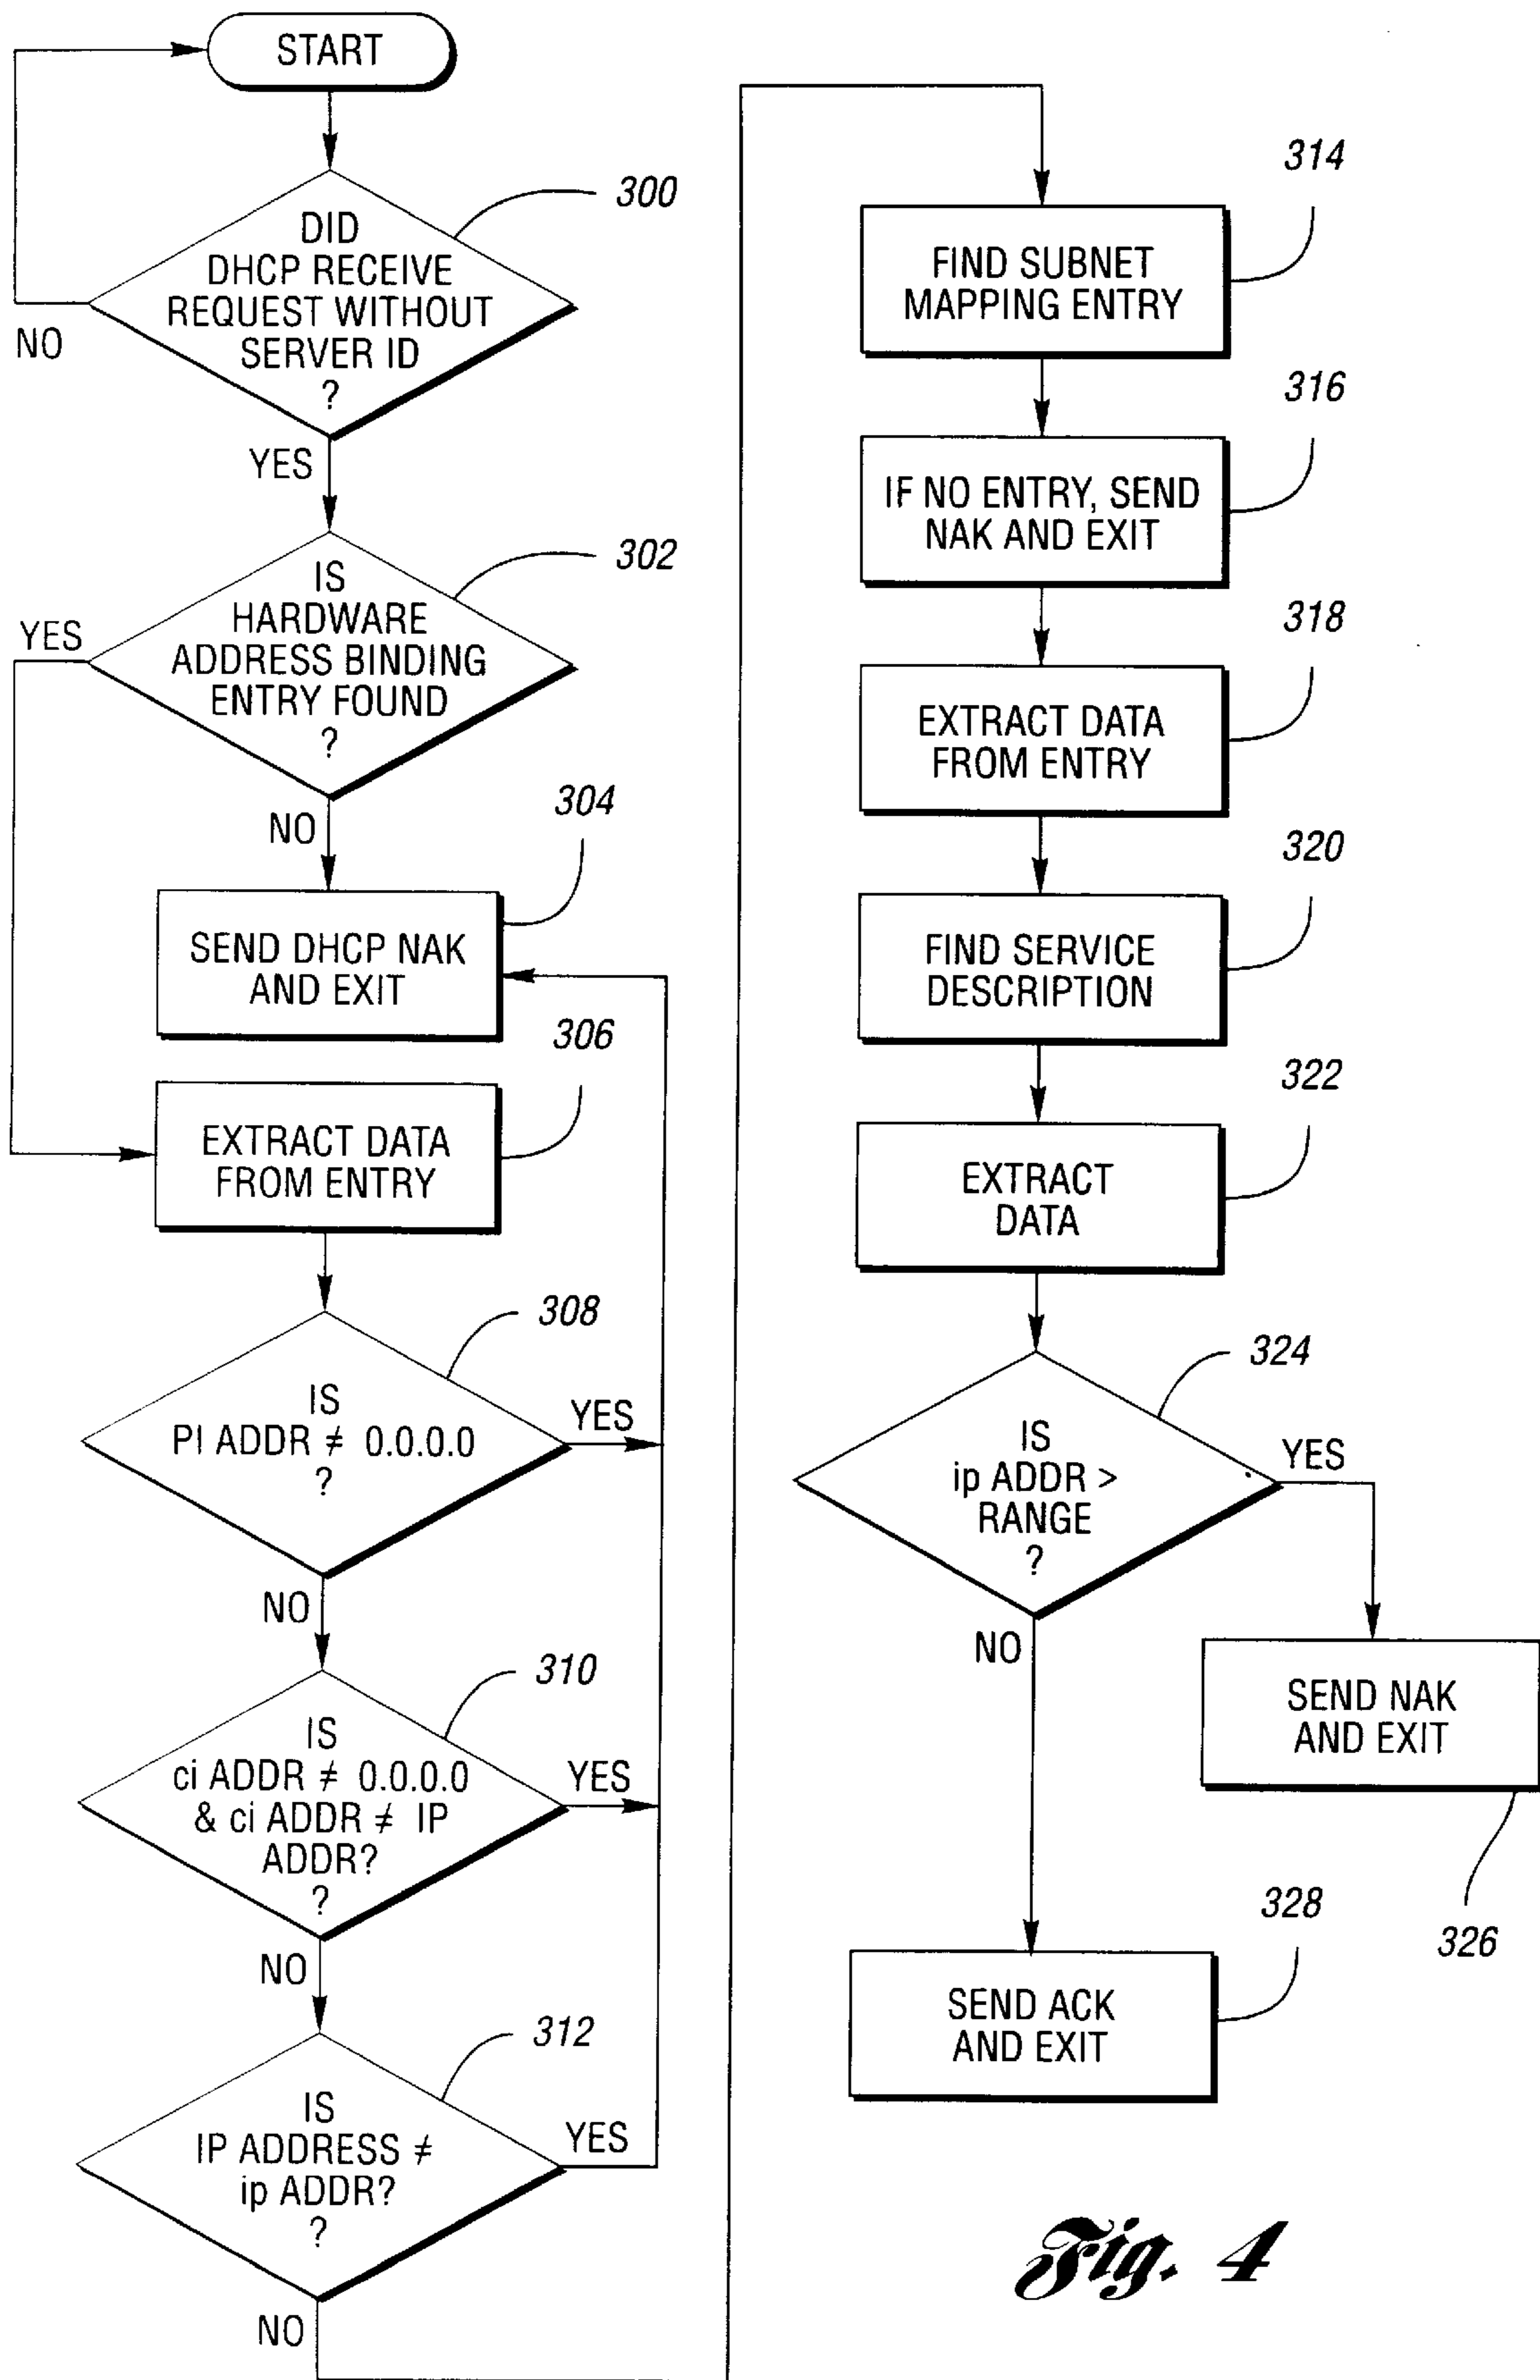 START
300
DID
DHCP RECEIVE
REQUEST WITHOUT
SERVER ID
?
NO
YES
302
IS
HARDWARE
ADDRESS BINDING
ENTRY FOUND
?
YES
NO
304
SEND DHCP NAK
AND EXIT
306
EXTRACT DATA
FROM ENTRY
308
IS
PI ADDR ≠ 0.0.0.0
?
YES
NO
310
IS
ci ADDR ≠ 0.0.0.0
& ci ADDR ≠ IP
ADDR?
?
YES
NO
312
IS
IP ADDRESS ≠
ip ADDR?
?
YES
NO
314
FIND SUBNET
MAPPING ENTRY
316
IF NO ENTRY, SEND
NAK AND EXIT
318
EXTRACT DATA
FROM ENTRY
320
FIND SERVICE
DESCRIPTION
322
EXTRACT
DATA
324
IS
ip ADDR >
RANGE
?
YES
NO
SEND NAK
AND EXIT
326
328
SEND ACK
AND EXIT
Fig. 4